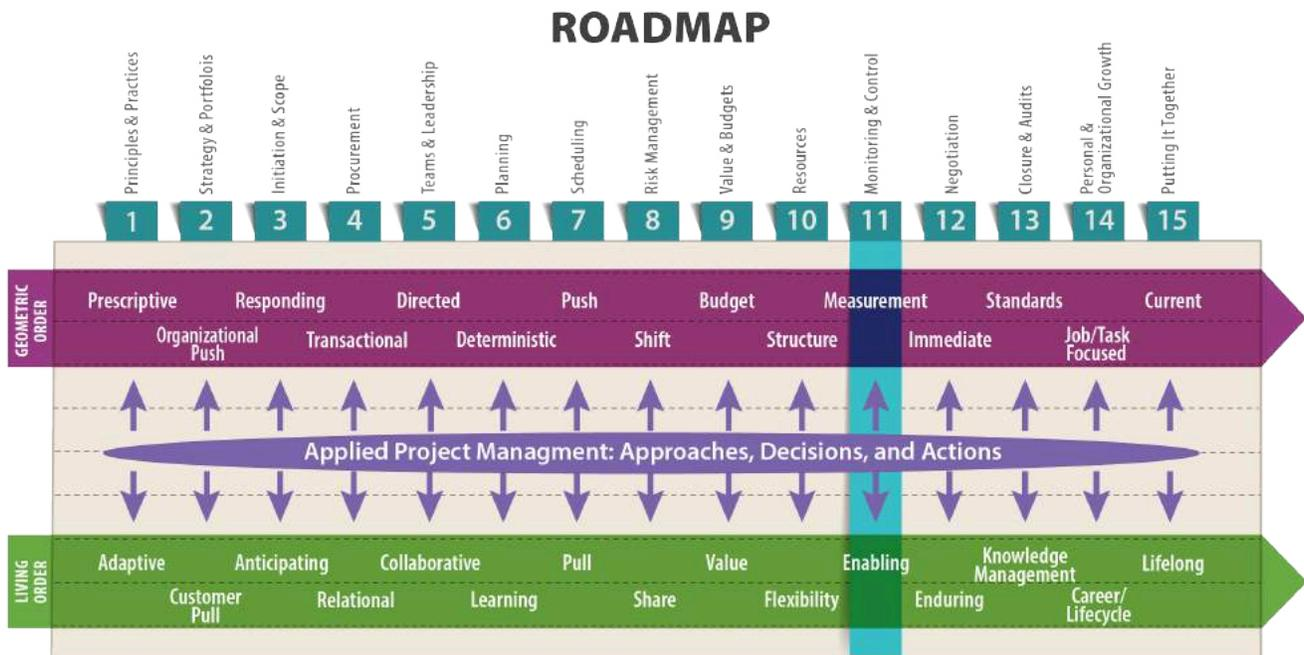 ROADMAP
Principles & Practices
Strategy & Portfolois
Initiation & Scope
Procurement
Teams & Leadership
Planning
Scheduling
Risk Management
Value & Budgets
Resources
Monitoring & Control
Negotiation
Closure & Audits
Personal &
Organizational Growth
Putting It Together
1 2 3 4 5 6 7 8 9 10 11 12 13 14 15
GEOMETRIC
ORDER
Prescriptive Responding Directed Push Budget Measurement Standards Current
Organizational
Push
Transactional Deterministic Shift Structure Immediate
Job/Task
Focused
Applied Project Managment: Approaches, Decisions, and Actions
LIVING
ORDER
Adaptive Anticipating Collaborative Pull Value Enabling
Knowledge
Management
Lifelong
Customer
Pull
Relational Learning Share Flexibility Enduring
Career/
Lifecycle